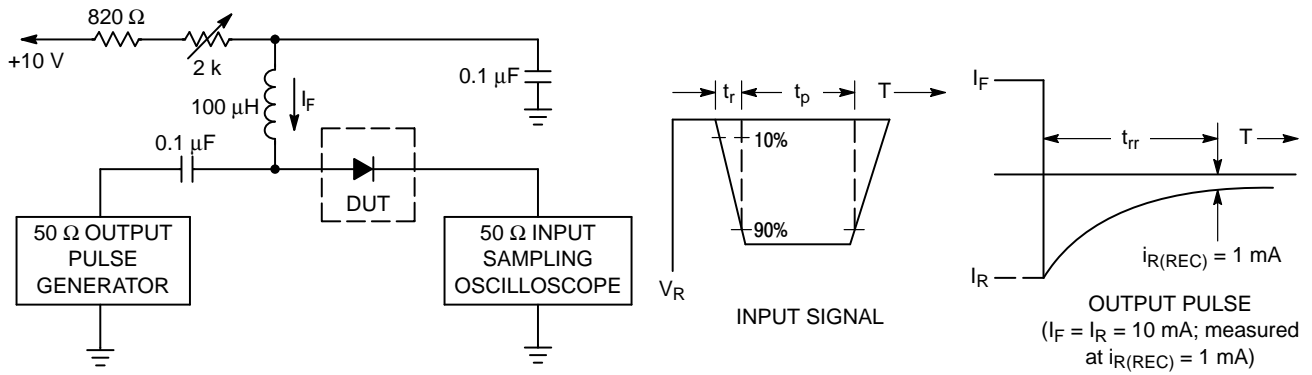 820 Ω
+10 V
2 k
100 μH
I_F
0.1 μF
0.1 μF
DUT
50 Ω OUTPUT
PULSE
GENERATOR
50 Ω INPUT
SAMPLING
OSCILLOSCOPE
t_r
t_p
T
10%
90%
V_R
INPUT SIGNAL
I_F
t_rr
T
i_R(REC) = 1 mA
I_R
OUTPUT PULSE
(I_F = I_R = 10 mA; measured
at i_R(REC) = 1 mA)